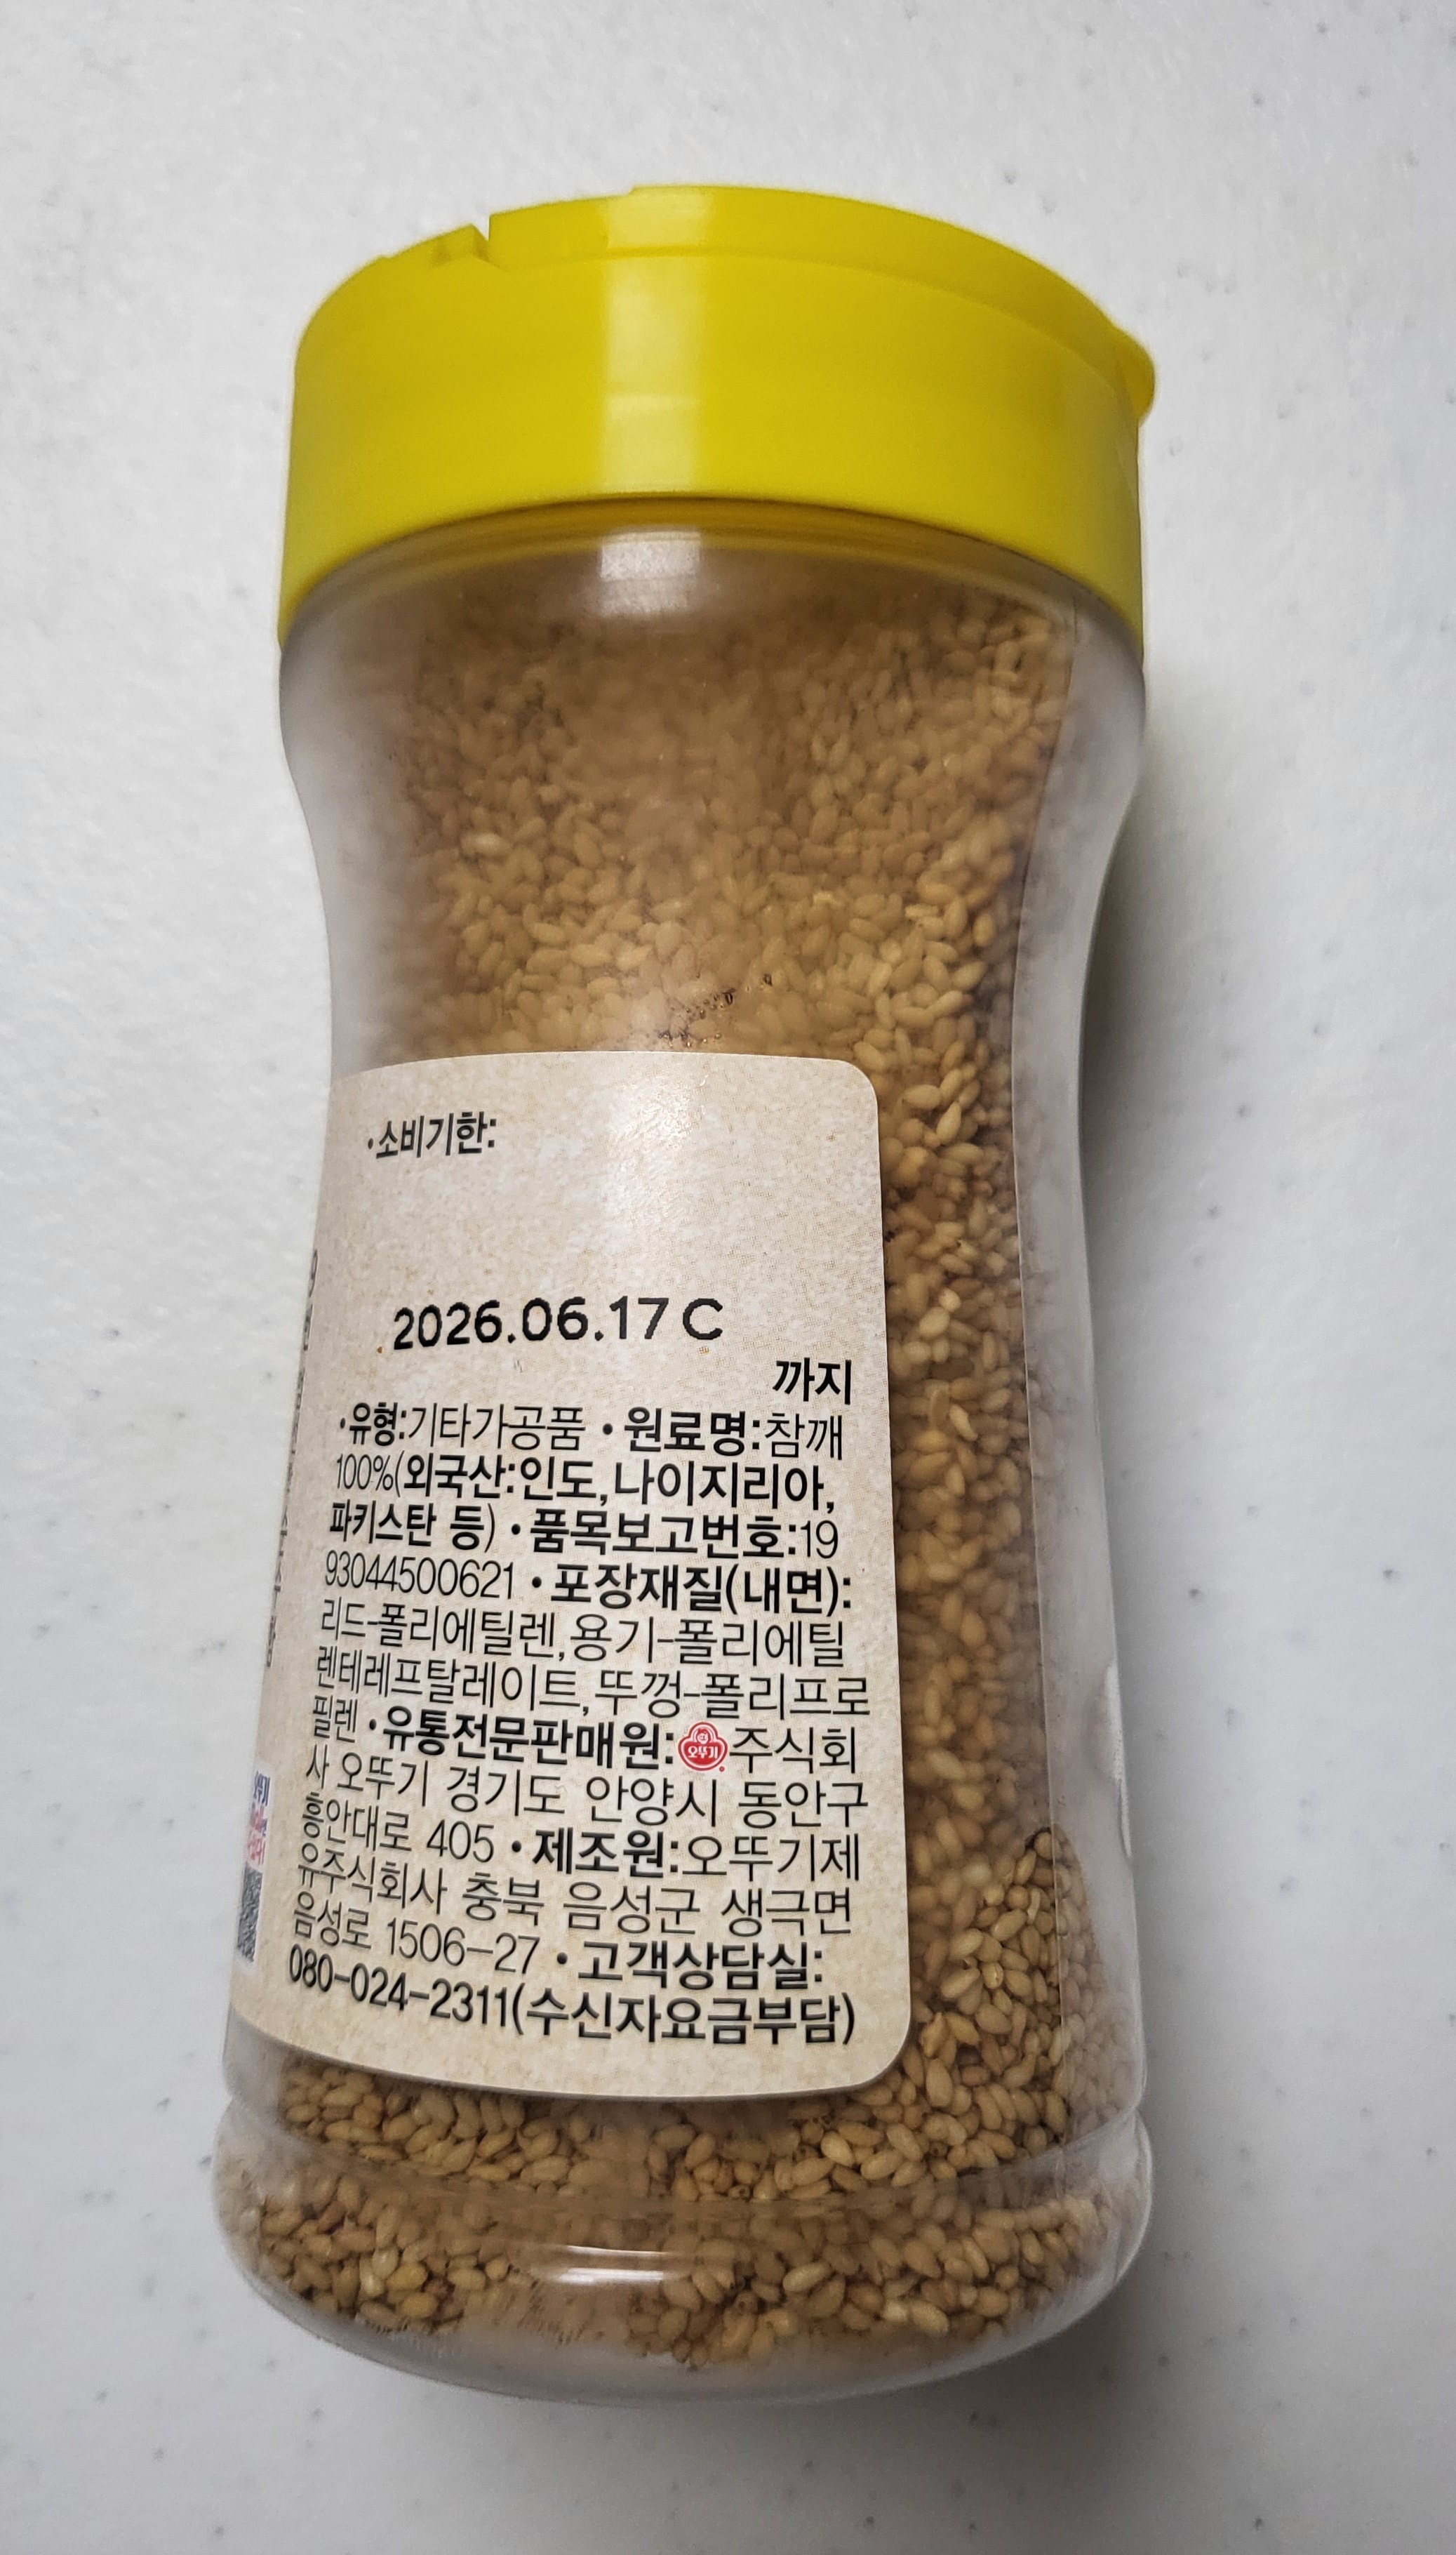 ·소비기한:
2026.06.17 C
까지
·유형:기타가공품 ·원료명:참깨
100%(외국산:인도,나이지리아,
파키스탄 등) ·품목보고번호:19
93044500621 ·포장재질(내면):
리드-폴리에틸렌,용기-폴리에틸
렌테레프탈레이트,뚜껑-폴리프로
필렌 ·유통전문판매원:오뚜기 주식회
사 오뚜기 경기도 안양시 동안구
흥안대로 405 ·제조원:오뚜기제
유주식회사 충북 음성군 생극면
음성로 1506-27 ·고객상담실:
080-024-2311(수신자요금부담)